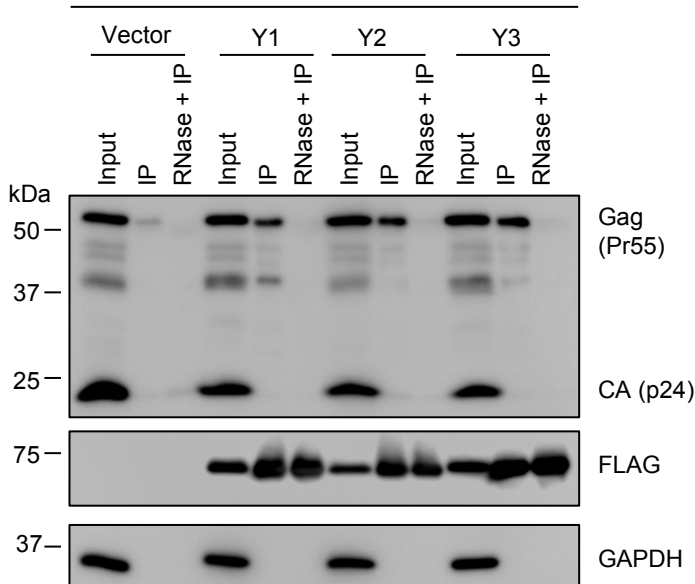 Vector Y1 Y2 Y3
Input IP RNase + IP Input IP RNase + IP Input IP RNase + IP Input IP RNase + IP
kDa
50 Gag
(Pr55)
37
25 CA (p24)
75 FLAG
37 GAPDH